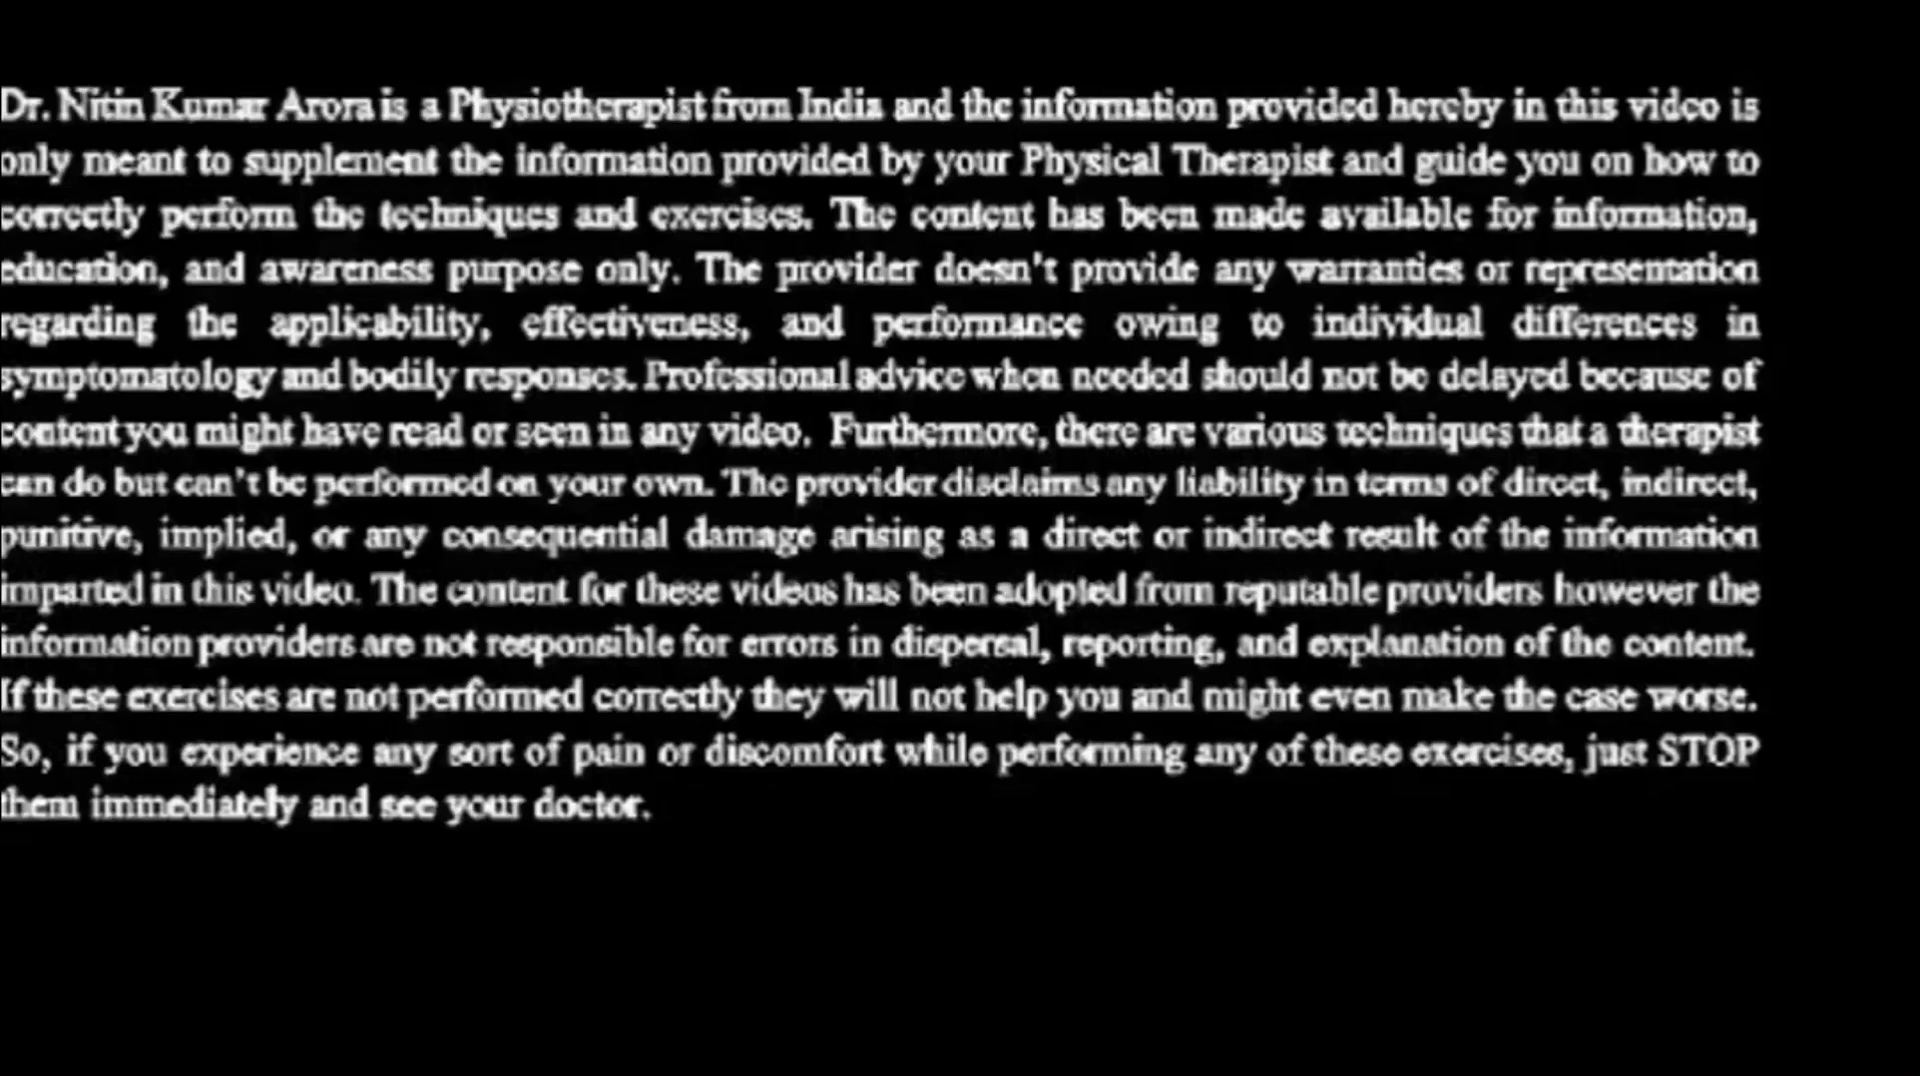 Dr. Nitin Kumar Arora is a Physiotherapist from India and the information provided hereby in this video is
only meant to supplement the information provided by your Physical Therapist and guide you on how to
correctly perform the techniques and exercises. The content has been made available for information,
education, and awareness purpose only. The provider doesn't provide any warranties or representation
regarding the applicability, effectiveness, and performance owing to individual differences in
symptomatology and bodily responses. Professional advice when needed should not be delayed because of
content you might have read or seen in any video. Furthermore, there are various techniques that a therapist
can do but can't be performed on your own. The provider disclaims any liability in terms of direct, indirect,
punitive, implied, or any consequential damage arising as a direct or indirect result of the information
imparted in this video. The content for these videos has been adopted from reputable providers however the
information providers are not responsible for errors in dispersal, reporting, and explanation of the content.
If these exercises are not performed correctly they will not help you and might even make the case worse.
So, if you experience any sort of pain or discomfort while performing any of these exercises, just STOP
them immediately and see your doctor.